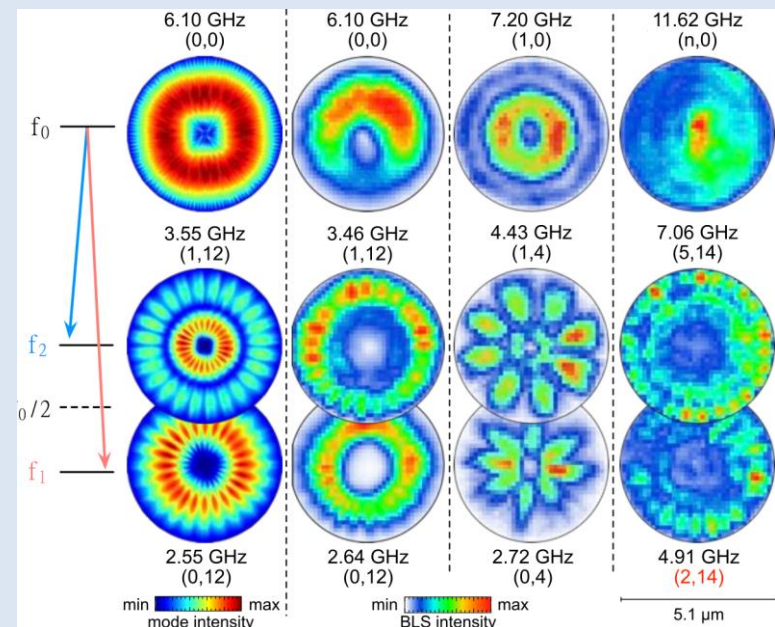 6.10 GHz
(0,0)
6.10 GHz
(0,0)
7.20 GHz
(1,0)
11.62 GHz
(n,0)
f0
3.55 GHz
(1,12)
3.46 GHz
(1,12)
4.43 GHz
(1,4)
7.06 GHz
(5,14)
f2
0/2
f1
2.55 GHz
(0,12)
2.64 GHz
(0,12)
2.72 GHz
(0,4)
4.91 GHz
(2,14)
min max
mode intensity
min max
BLS intensity
5.1 µm